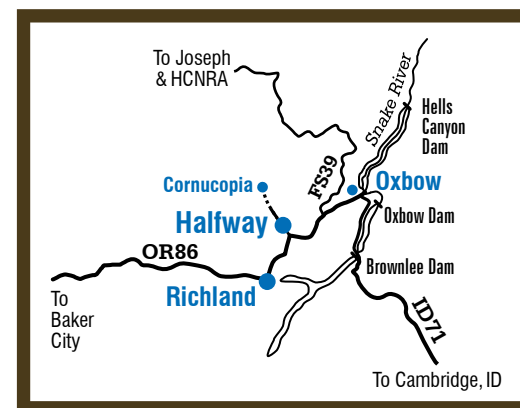 To Joseph
& HCNRA
Snake River
Hells
Canyon
Dam
FS39
Cornucopia
Oxbow
Oxbow Dam
Halfway
OR86
Brownlee Dam
Richland
To
Baker
City
ID71
To Cambridge, ID